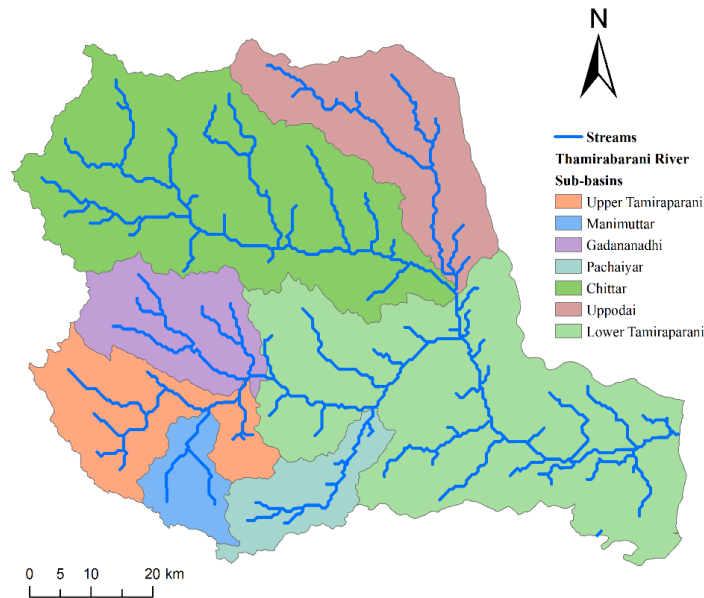 N
Streams
Thamirabarani River
Sub-basins
Upper Tamiraparani
Manimuttar
Gadananadhi
Pachaiyar
Chittar
Uppodai
Lower Tamiraparani
0 5 10 20 km